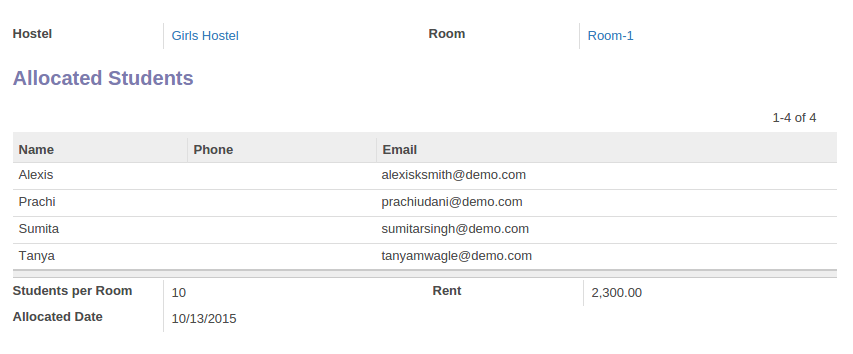 Hostel Girls Hostel Room Room-1
Allocated Students
1-4 of 4
Name Phone Email
Alexis alexisksmith@demo.com
Prachi prachiudani@demo.com
Sumita sumitarsingh@demo.com
Tanya tanyamwagle@demo.com
Students per Room 10 Rent 2,300.00
Allocated Date 10/13/2015